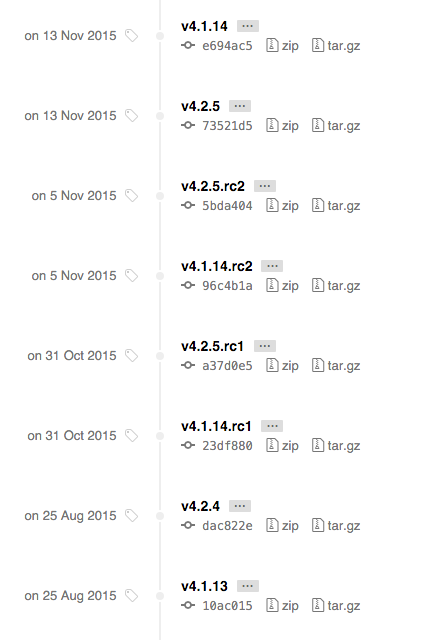 on 13 Nov 2015 v4.1.14 ...
e694ac5 zip tar.gz
on 13 Nov 2015 v4.2.5 ...
73521d5 zip tar.gz
on 5 Nov 2015 v4.2.5.rc2 ...
5bda404 zip tar.gz
on 5 Nov 2015 v4.1.14.rc2 ...
96c4b1a zip tar.gz
on 31 Oct 2015 v4.2.5.rc1 ...
a37d0e5 zip tar.gz
on 31 Oct 2015 v4.1.14.rc1 ...
23df880 zip tar.gz
on 25 Aug 2015 v4.2.4 ...
dac822e zip tar.gz
on 25 Aug 2015 v4.1.13 ...
10ac015 zip tar.gz